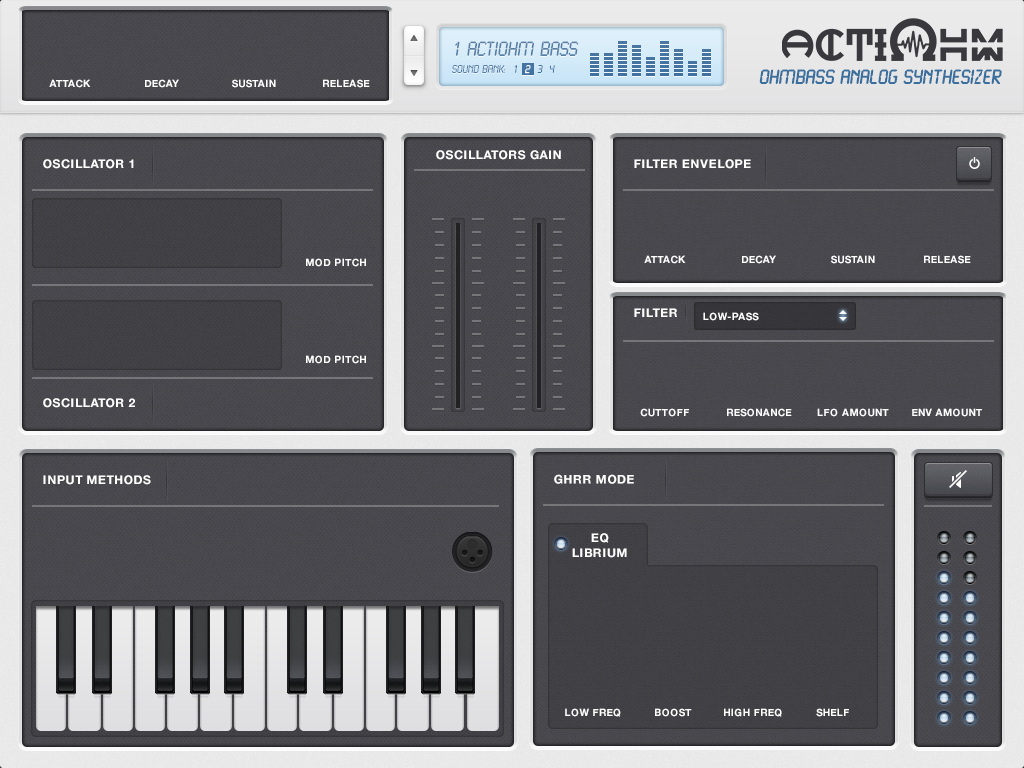 ATTACK DECAY SUSTAIN RELEASE
1 ACTIOHM BASS
SOUND BANK: 1 2 3 4
ACTIΩHM
OHMBASS ANALOG SYNTHESIZER
OSCILLATOR 1
MOD PITCH
MOD PITCH
OSCILLATOR 2
OSCILLATORS GAIN
FILTER ENVELOPE
ATTACK DECAY SUSTAIN RELEASE
FILTER LOW-PASS
CUTTOFF RESONANCE LFO AMOUNT ENV AMOUNT
INPUT METHODS
GHRR MODE
EQ
LIBRIUM
LOW FREQ BOOST HIGH FREQ SHELF